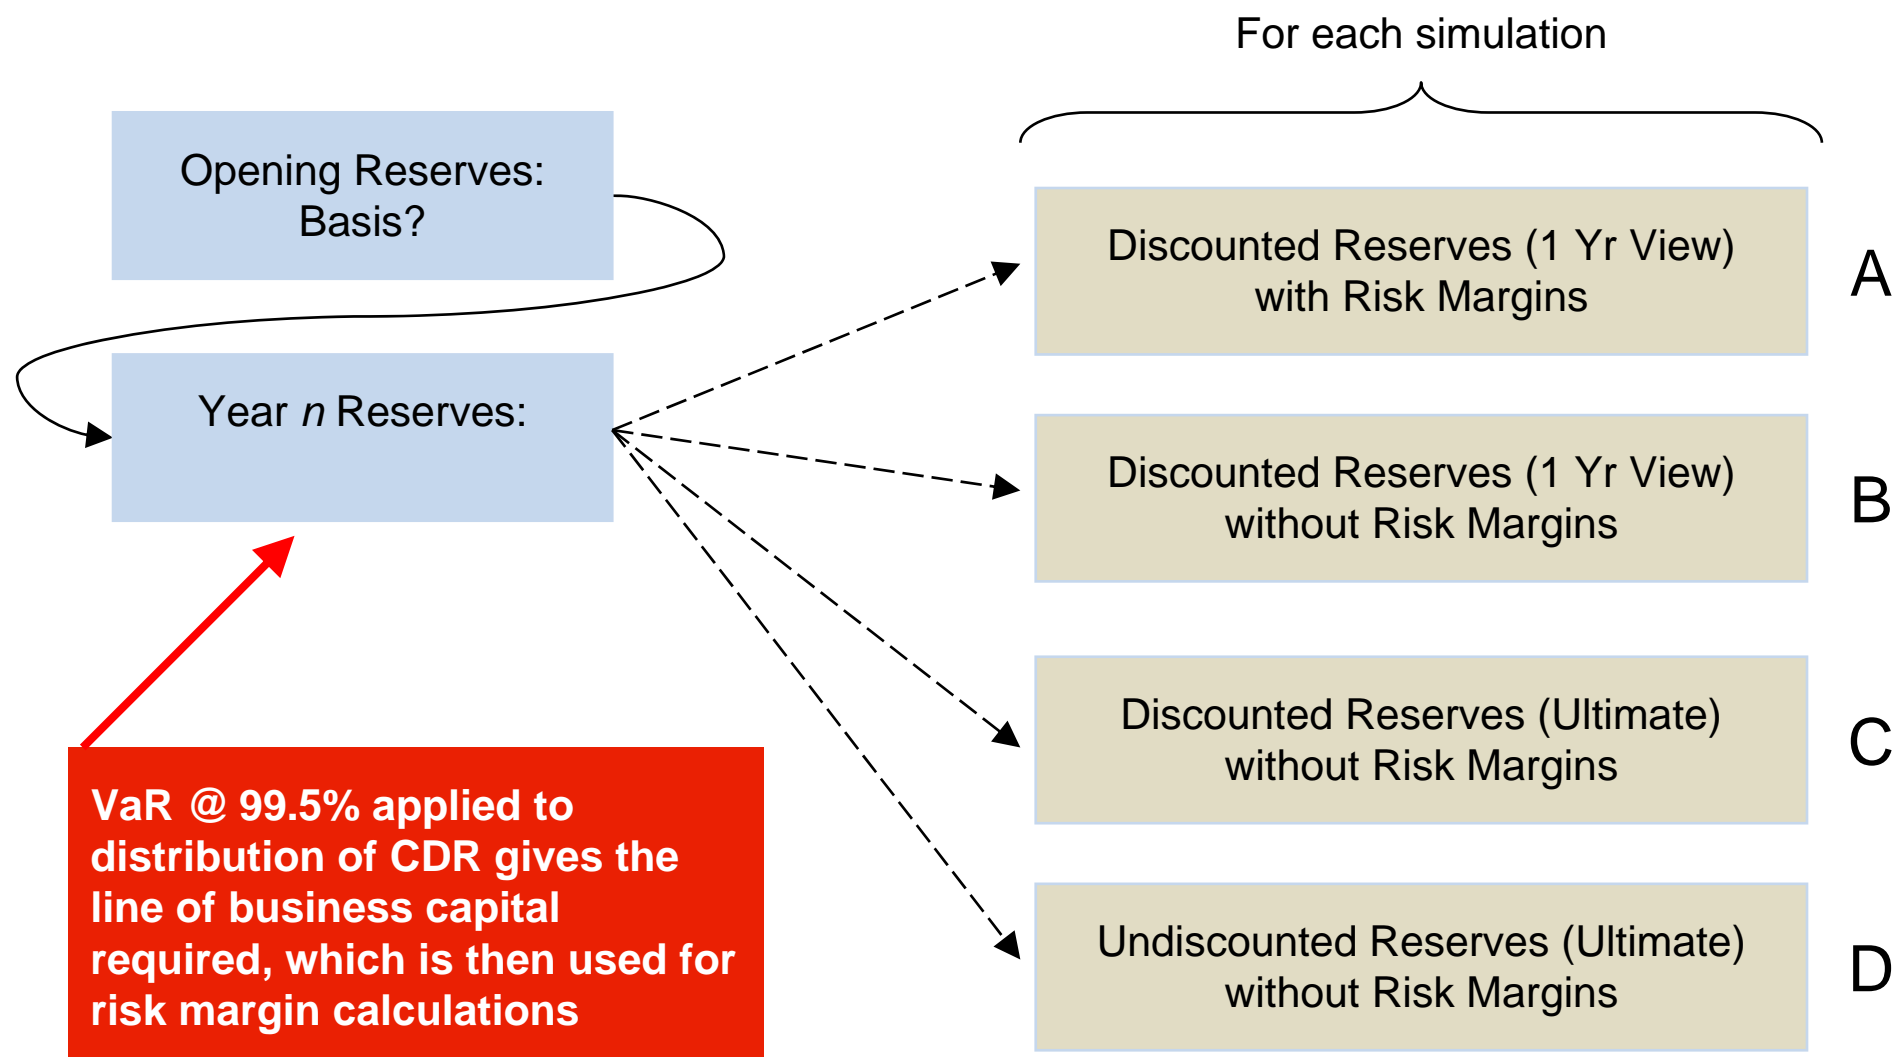 For each simulation
Opening Reserves:
Basis?
Year n Reserves:
Discounted Reserves (1 Yr View)
with Risk Margins
A
Discounted Reserves (1 Yr View)
without Risk Margins
B
Discounted Reserves (Ultimate)
without Risk Margins
C
Undiscounted Reserves (Ultimate)
without Risk Margins
D
VaR @ 99.5% applied to
distribution of CDR gives the
line of business capital
required, which is then used for
risk margin calculations